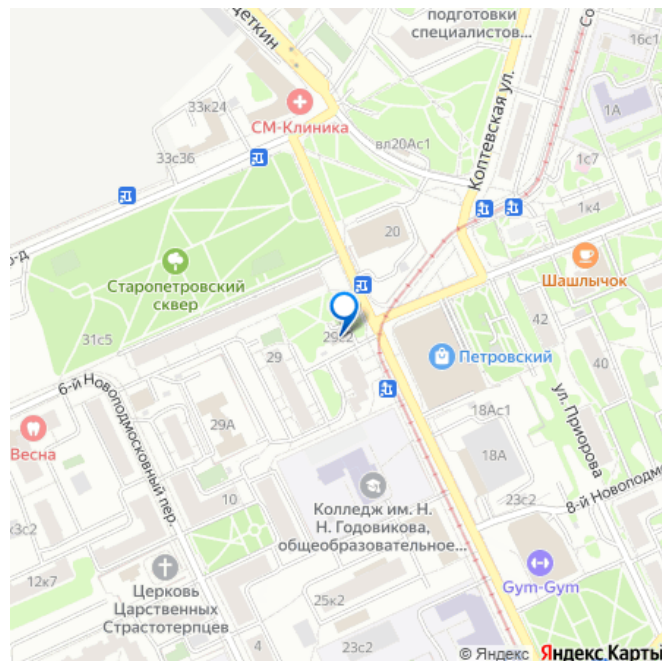 подготовки
специалистов...
цеткин
16с1
33к24
1А
СМ-Клиника
вл20Ас1
Коптевская ул.
33с36
1с7
1к4
20
Старопетровский
сквер
Шашлычок
31с5
42
29
Петровский
40
6-й Новоподмосковный пер.
ул. Приорова
29А
18Ас1
Весна
18А
10
23с2
8-й Новопод
Колледж им. Н.
Н. Годовикова,
общеобразовательное...
к3с2
Церковь
Царственных
Страстотерпцев
12к7
Gym-Gym
25к2
4
23с2
© Яндекс Яндекс Карты